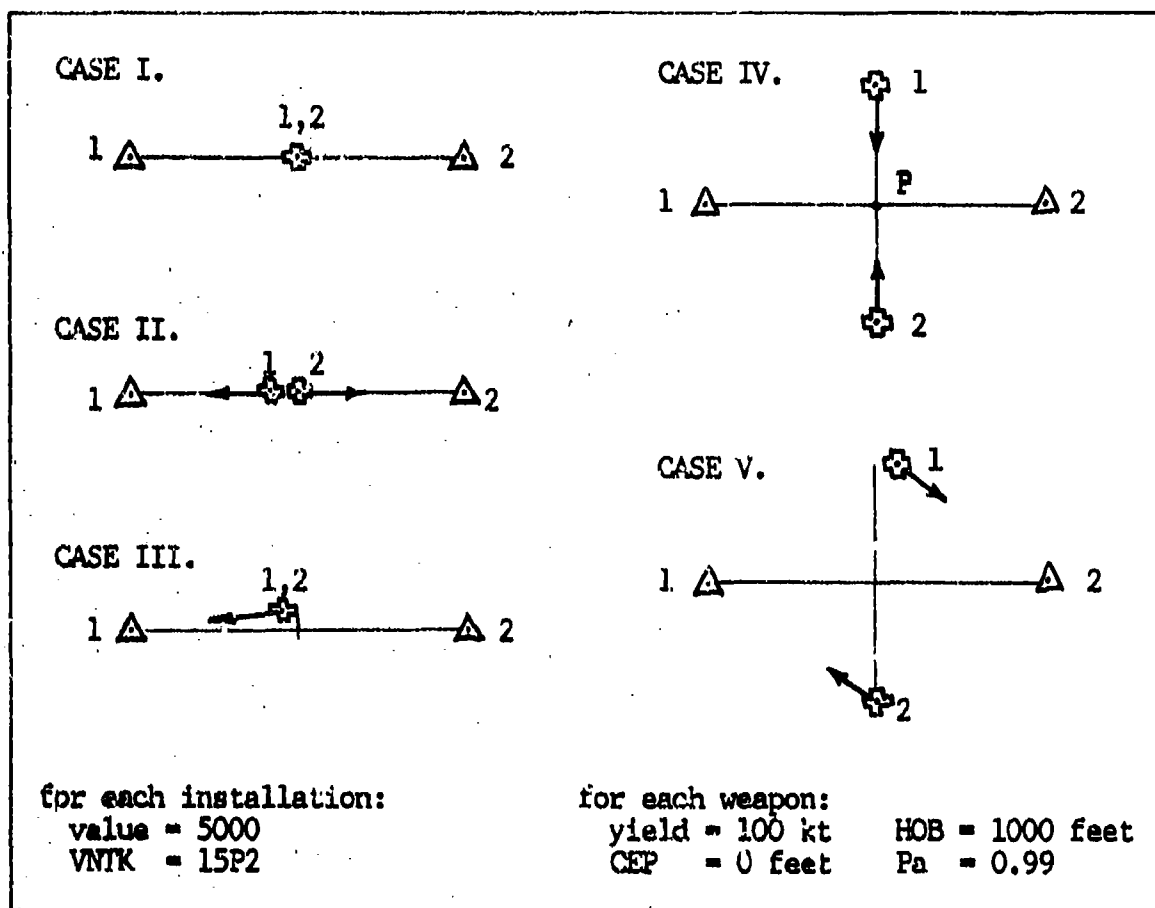 CASE I.
1,2
1 2
CASE II.
1 2
1 2
CASE III.
1,2
1 2
CASE IV.
1
P
1 2
2
CASE V.
1
1 2
2
for each installation:
value = 5000
VNTK = 15P2
for each weapon:
yield = 100 kt HOB = 1000 feet
CEP = 0 feet Pa = 0.99